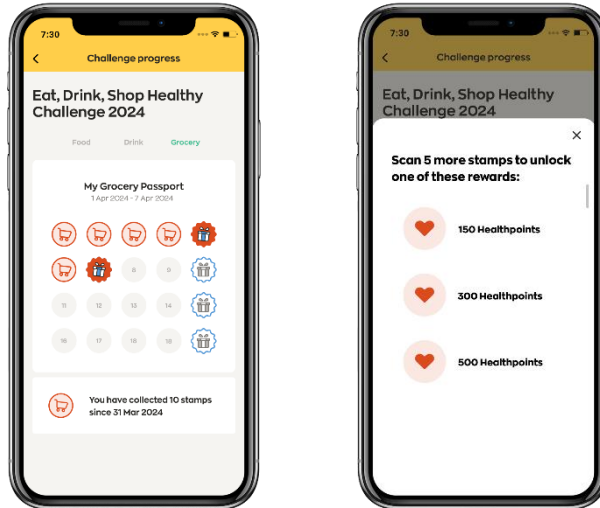 7:30
Challenge progress
Eat, Drink, Shop Healthy
Challenge 2024
Food Drink Grocery
My Grocery Passport
1 Apr 2024 - 7 Apr 2024
8 9
11 12 13 14
16 17 18 19
You have collected 10 stamps
since 31 Mar 2024
7:30
Challenge progress
Eat, Drink, Shop Healthy
Challenge 2024
Scan 5 more stamps to unlock
one of these rewards:
150 Healthpoints
300 Healthpoints
500 Healthpoints